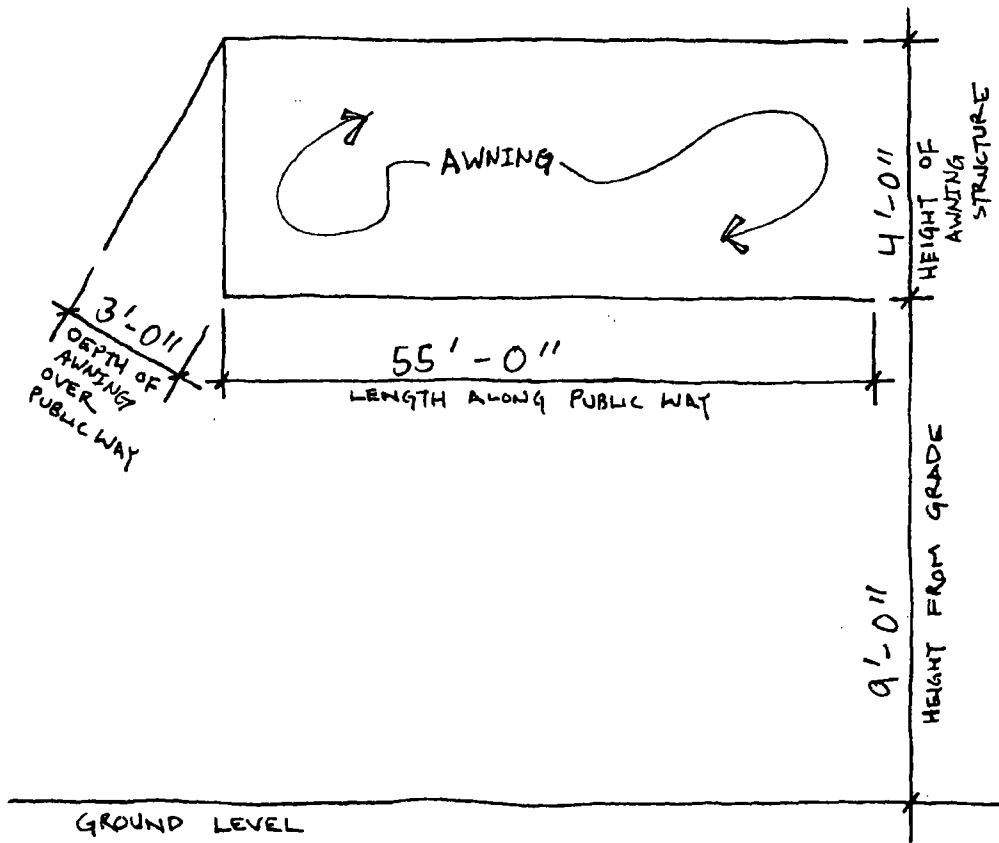 AWNING
4'-0"
HEIGHT OF
AWNING
STRUCTURE
3'-0"
DEPTH OF
AWNING
OVER
PUBLIC WAY
55'-0"
LENGTH ALONG PUBLIC WAY
9'-0"
HEIGHT FROM GRADE
GROUND LEVEL